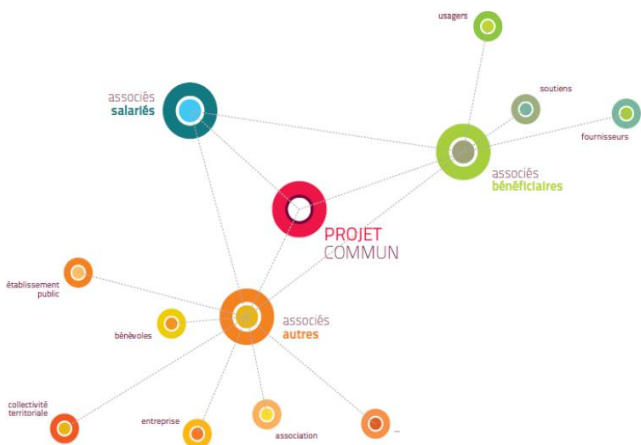 usagers
associés
salariés
soutiens
fournisseurs
associés
bénéficiaires
PROJET
COMMUN
établissement
public
bénévoles
associés
autres
collectivité
territoriale
entreprise
association
...